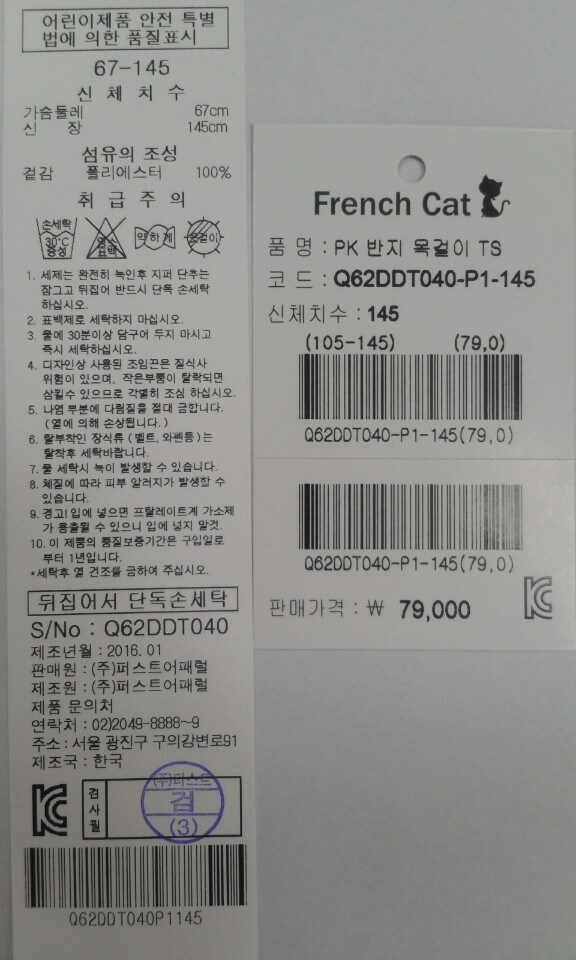 어린이제품 안전 특별
법에 의한 품질표시
67-145
신 체 치 수
가슴둘레 67cm
신 장 145cm
섬유의 조성
겉감 폴리에스터 100%
취 급 주 의
손세탁 30℃ 중성
염소 표백
약하게
옷걸이
1. 세제는 완전히 녹인후 지퍼 단추는
잠그고 뒤집어 반드시 단독 손세탁
하십시오.
2. 표백제로 세탁하지 마십시오.
3. 물에 30분이상 담구어 두지 마시고
즉시 세탁하십시오.
4. 디자인상 사용된 조임끈은 질식사
위험이 있으며, 작은부품이 탈락되면
삼킬수 있으므로 각별히 조심 하십시오.
5. 나염 부분에 다림질을 절대 금합니다.
(열에 의해 손상됩니다.)
6. 탈부착인 장식류 (벨트, 와펜등)는
탈착후 세탁바랍니다.
7. 물 세탁시 녹이 발생할 수 있습니다.
8. 체질에 따라 피부 알러지가 발생할 수
있습니다.
9. 경고! 입에 넣으면 프탈레이트계 가소제
가 용출될 수 있으니 입에 넣지 말것.
10. 이 제품의 품질보증기간은 구입일로
부터 1년입니다.
*세탁후 열 건조를 금하여 주십시오.
뒤집어서 단독손세탁
S/No : Q62DDT040
제조년월 : 2016.01
판매원 : (주)퍼스트어패럴
제조원 : (주)퍼스트어패럴
제품 문의처
연락처 : 02)2049-8888~9
주소 : 서울 광진구 구의강변로91
제조국 : 한국
검사필
(주)퍼스트
검
(3)
Q62DDT040P1145
French Cat
품 명 : PK 반지 목걸이 TS
코 드 : Q62DDT040-P1-145
신체치수 : 145
(105-145) (79,0)
Q62DDT040-P1-145(79,0)
Q62DDT040-P1-145(79,0)
판매가격 : ₩ 79,000